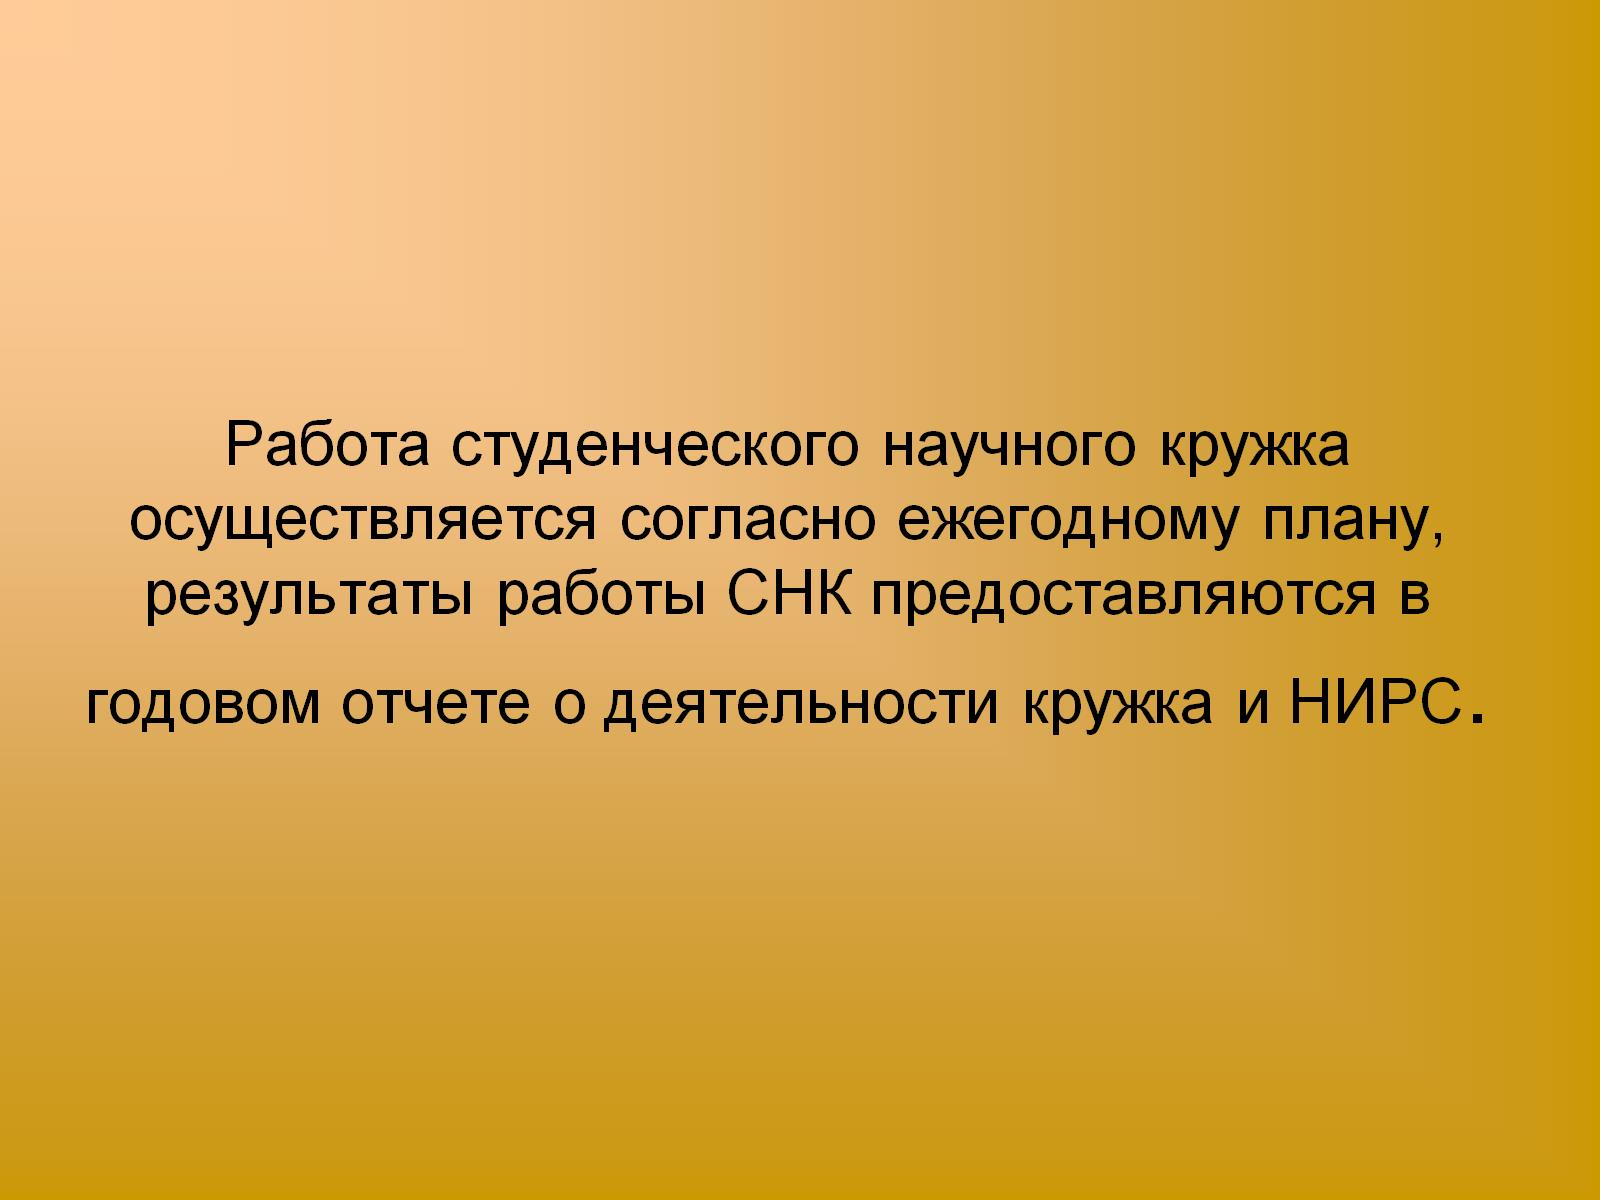 Работа студенческого научного кружка
осуществляется согласно ежегодному плану,
результаты работы СНК предоставляются в
годовом отчете о деятельности кружка и НИРС.